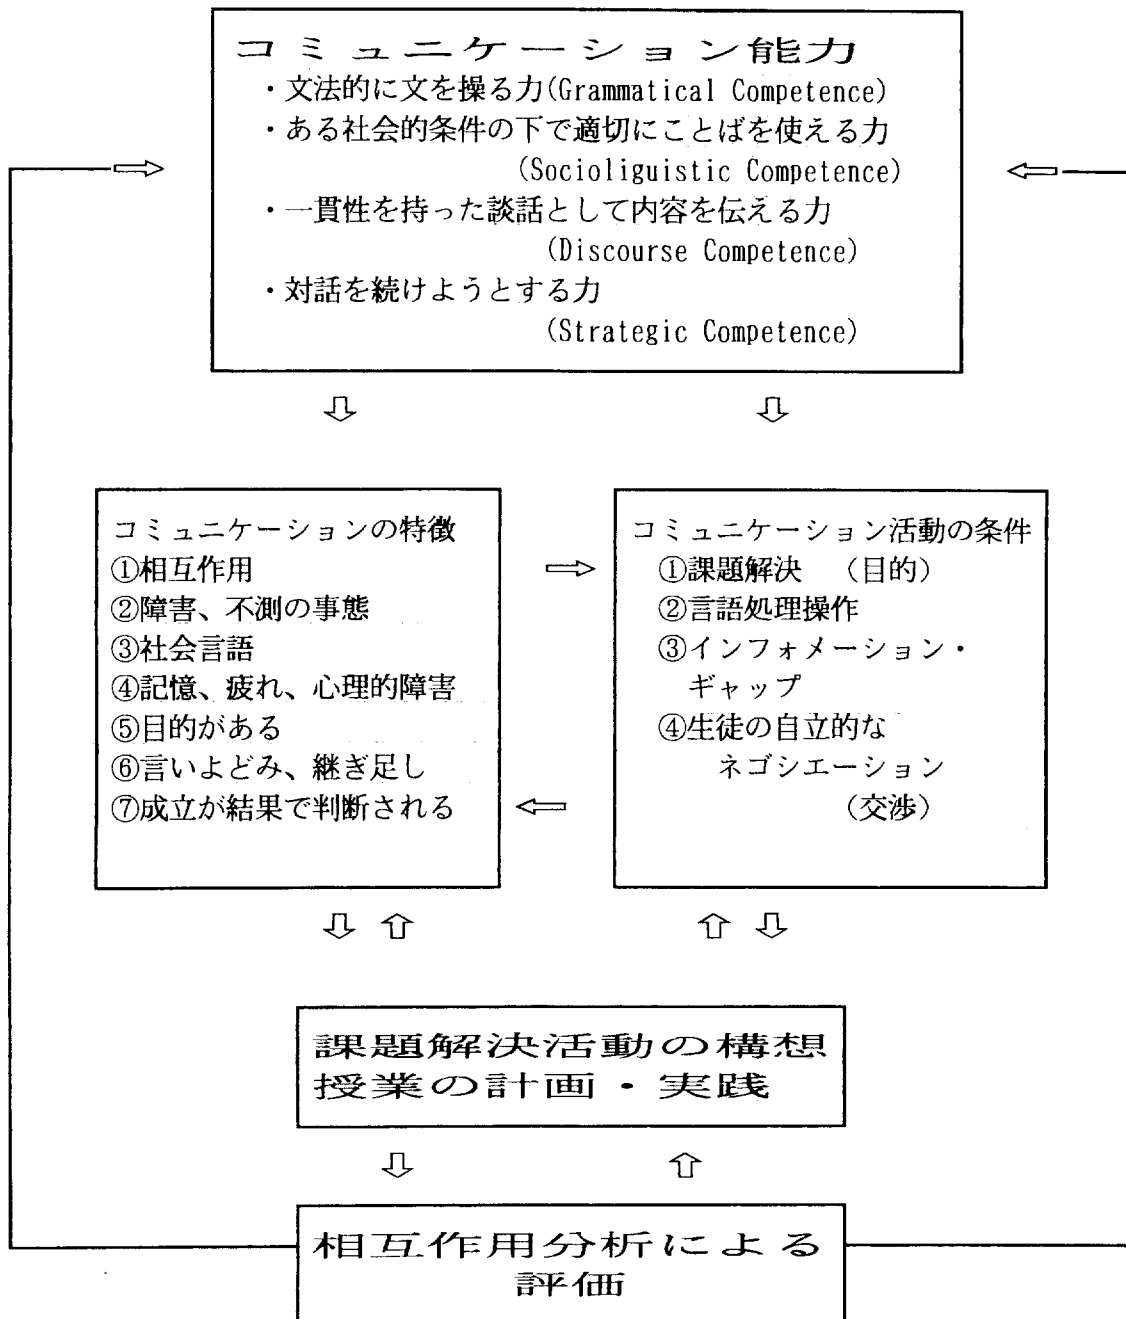 コミュニケーション能力
・文法的に文を操る力(Grammatical Competence)
・ある社会的条件の下で適切にことばを使える力
(Socioliguistic Competence)
・一貫性を持った談話として内容を伝える力
(Discourse Competence)
・対話を続けようとする力
(Strategic Competence)
コミュニケーションの特徴
①相互作用
②障害、不測の事態
③社会言語
④記憶、疲れ、心理的障害
⑤目的がある
⑥言いよどみ、継ぎ足し
⑦成立が結果で判断される
コミュニケーション活動の条件
①課題解決 (目的)
②言語処理操作
③インフォメーション・
ギャップ
④生徒の自立的な
ネゴシエーション
(交渉)
課題解決活動の構想
授業の計画・実践
相互作用分析による
評価